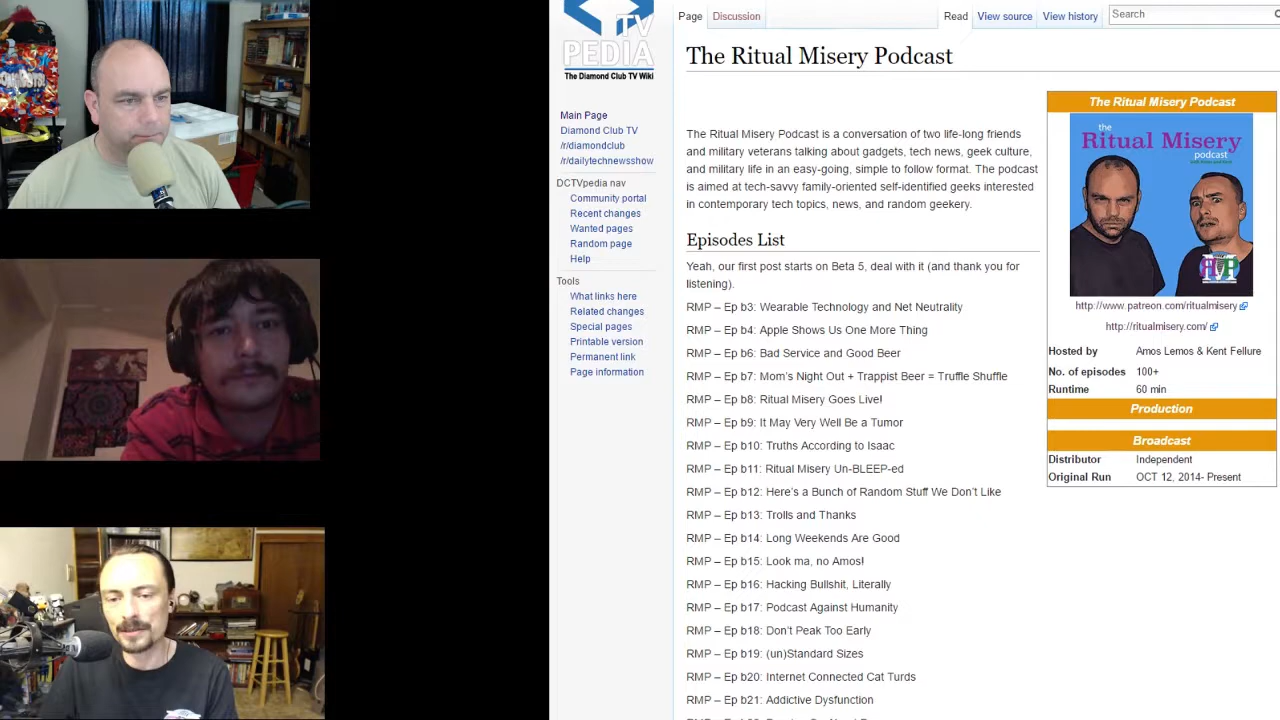 TV
PEDIA
The Diamond Club TV Wiki
Main Page
Diamond Club TV
/r/diamondclub
/r/dailytechnewsshow
DCTVpedia nav
Community portal
Recent changes
Wanted pages
Random page
Help
Tools
What links here
Related changes
Special pages
Printable version
Permanent link
Page information
Page Discussion Read View source View history Search
The Ritual Misery Podcast
The Ritual Misery Podcast is a conversation of two life-long friends
and military veterans talking about gadgets, tech news, geek culture,
and military life in an easy-going, simple to follow format. The podcast
is aimed at tech-savvy family-oriented self-identified geeks interested
in contemporary tech topics, news, and random geekery.
Episodes List
Yeah, our first post starts on Beta 5, deal with it (and thank you for
listening).
RMP – Ep b3: Wearable Technology and Net Neutrality
RMP – Ep b4: Apple Shows Us One More Thing
RMP – Ep b6: Bad Service and Good Beer
RMP – Ep b7: Mom's Night Out + Trappist Beer = Truffle Shuffle
RMP – Ep b8: Ritual Misery Goes Live!
RMP – Ep b9: It May Very Well Be a Tumor
RMP – Ep b10: Truths According to Isaac
RMP – Ep b11: Ritual Misery Un-BLEEP-ed
RMP – Ep b12: Here's a Bunch of Random Stuff We Don't Like
RMP – Ep b13: Trolls and Thanks
RMP – Ep b14: Long Weekends Are Good
RMP – Ep b15: Look ma, no Amos!
RMP – Ep b16: Hacking Bullshit, Literally
RMP – Ep b17: Podcast Against Humanity
RMP – Ep b18: Don't Peak Too Early
RMP – Ep b19: (un)Standard Sizes
RMP – Ep b20: Internet Connected Cat Turds
RMP – Ep b21: Addictive Dysfunction
The Ritual Misery Podcast
the
Ritual Misery
podcast
http://www.patreon.com/ritualmisery
http://ritualmisery.com/
Hosted by Amos Lemos & Kent Fellure
No. of episodes 100+
Runtime 60 min
Production
Broadcast
Distributor Independent
Original Run OCT 12, 2014- Present